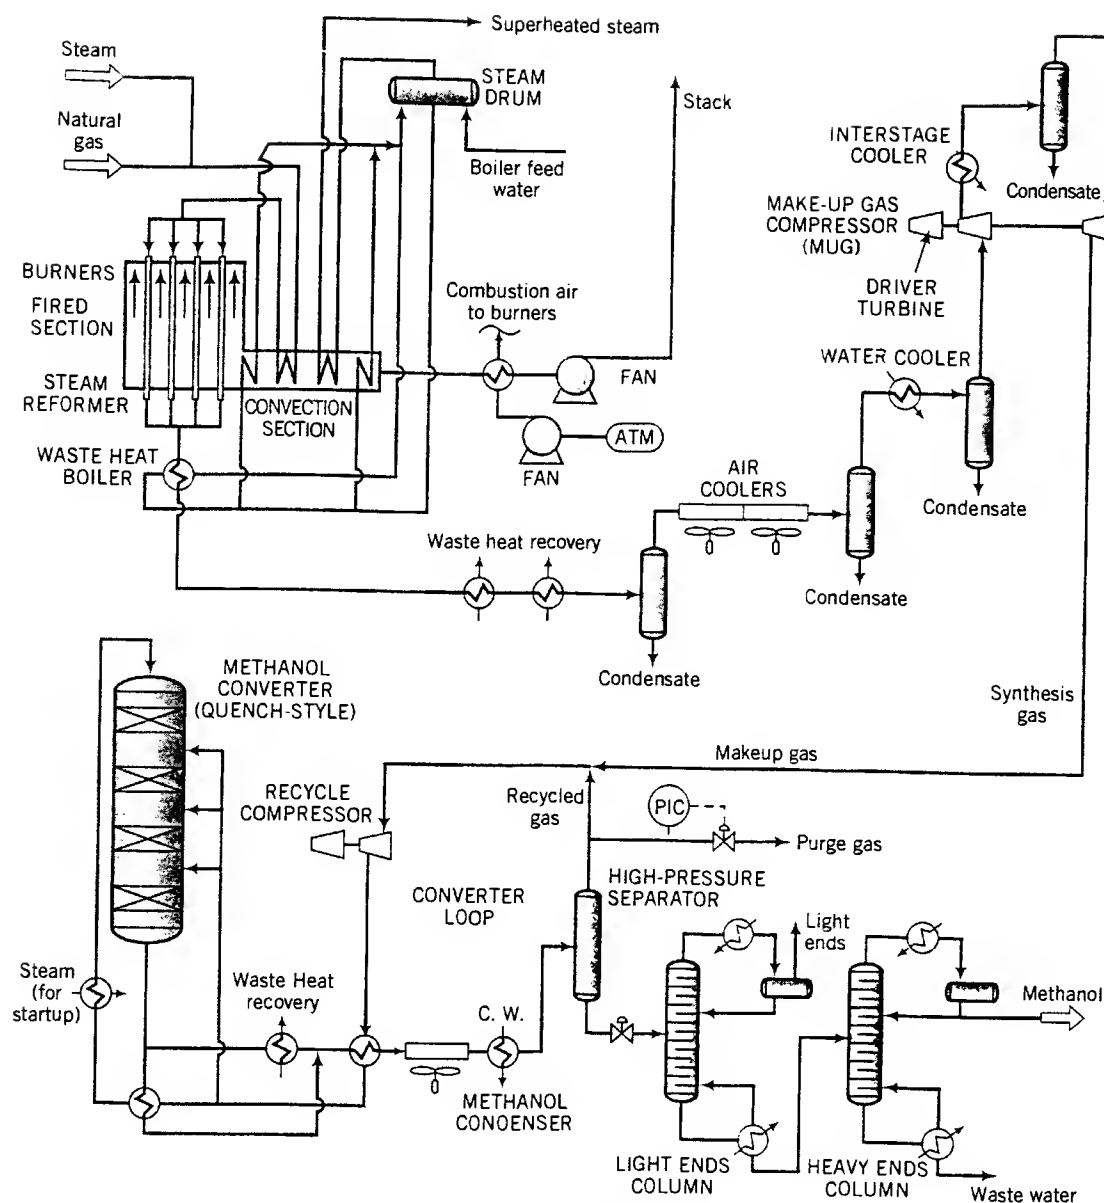 Superheated steam
Steam
STEAM
DRUM
Stack
Natural
gas
INTERSTAGE
COOLER
Boiler feed
water
Condensate
MAKE-UP GAS
COMPRESSOR
(MUG)
BURNERS
Combustion air
to burners
DRIVER
TURBINE
FIRED
SECTION
WATER COOLER
FAN
STEAM
REFORMER
CONVECTION
SECTION
ATM
WASTE HEAT
BOILER
FAN
AIR
COOLERS
Condensate
Waste heat recovery
Condensate
Condensate
METHANOL
CONVERTER
(QUENCH-STYLE)
Synthesis
gas
Makeup gas
RECYCLE
COMPRESSOR
Recycled
gas
PIC
Purge gas
HIGH-PRESSURE
SEPARATOR
CONVERTER
LOOP
Light
ends
Steam
(for
startup)
Waste Heat
recovery
C. W.
Methanol
METHANOL
CONOENSER
LIGHT ENDS
COLUMN
HEAVY ENDS
COLUMN
Waste water